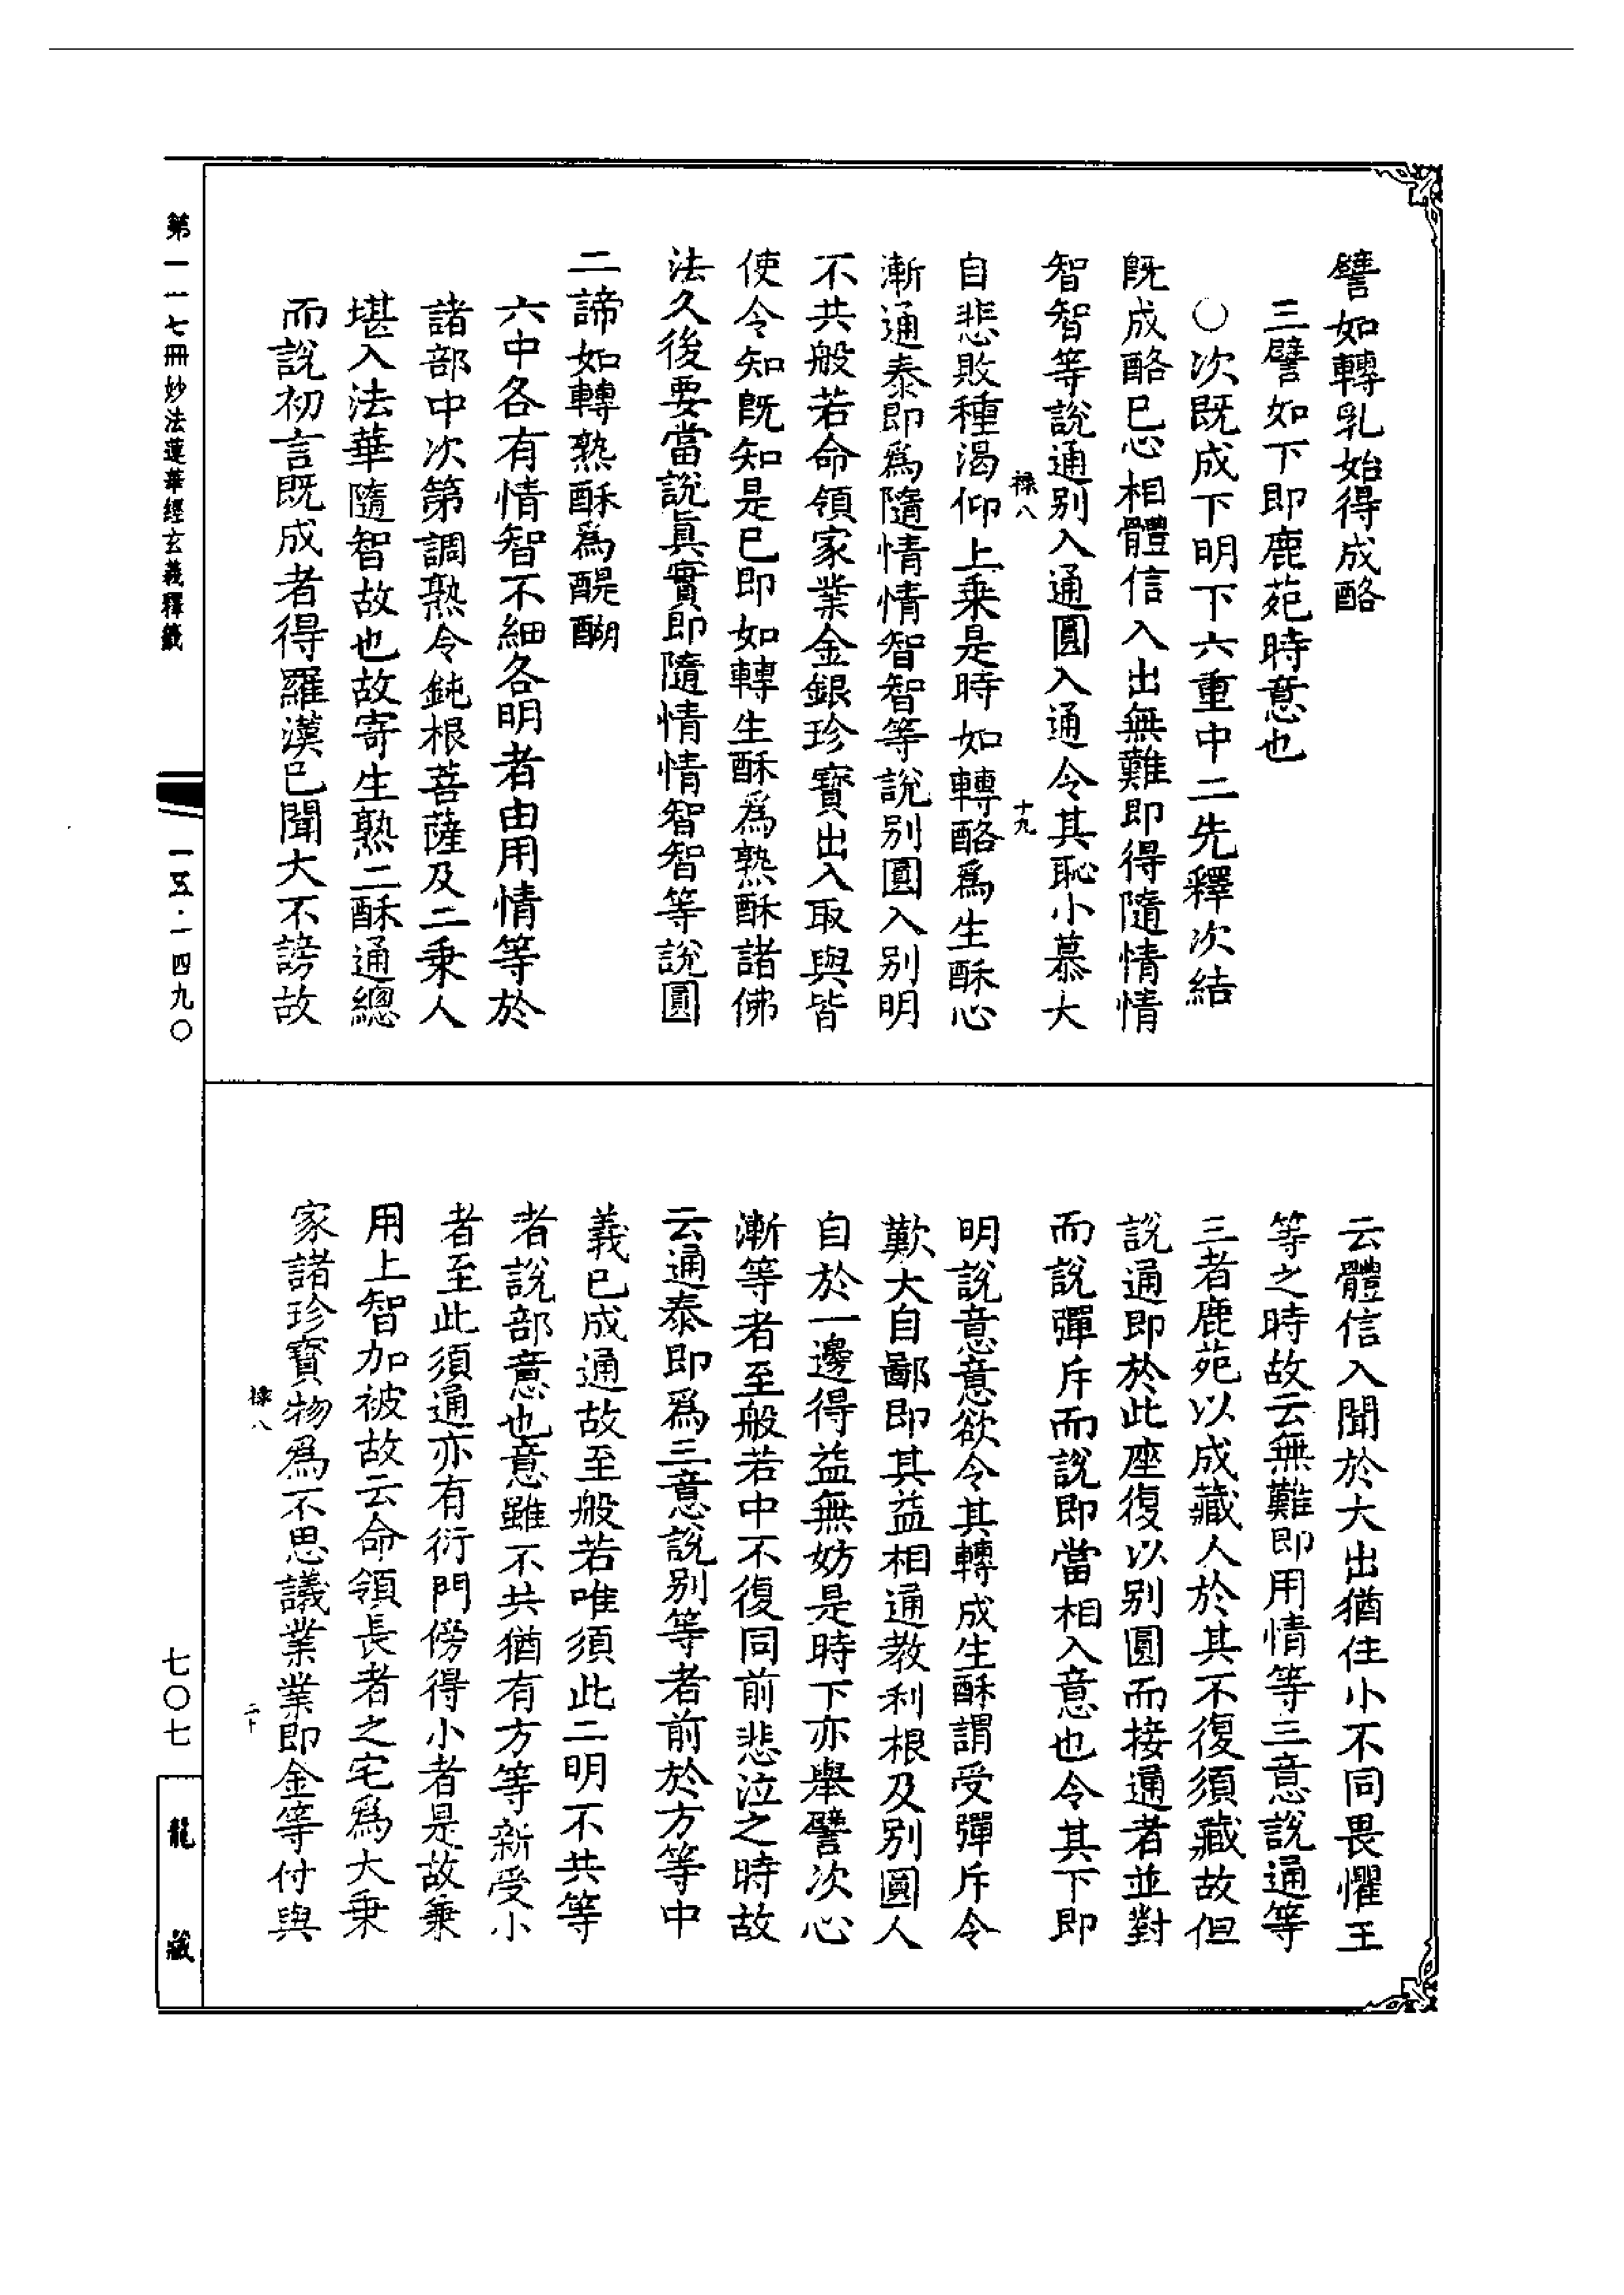 譬如轉乳始得成酪
三譬如下即鹿苑時意也
○次既成下明下六重中二先釋次結
旣成酪已心相體信入出無難即得隨情情
智智等說通別入通圓入通令其恥小慕大
祿八
十九
自悲敗種渴仰上乘是時如轉酪爲生酥心
漸通泰即爲隨情情智智等說別圓入別明
不共般若命領家業金銀珍寶出入取與皆
使令知旣知是已即如轉生酥爲熟酥諸佛
法久後要當說眞實即隨情情智智等說圓
二諦如轉熟酥爲醍醐
六中各有情智不細各明者由用情等於
諸部中次第調熟令鈍根菩薩及二乘人
堪入法華隨智故也故寄生熟二酥通總
而說初言既成者得羅漢已聞大不謗故
云體信入聞於大出猶住小不同畏懼王
等之時故云無難即用情等三意說通等
三者鹿苑以成藏人於其不復須藏故但
說通即於此座復以別圓而接通者並對
而說彈斥而說即當相入意也令其下即
明說意意欲令其轉成生酥謂受彈斥令
歎大自鄙即其益相通教利根及別圓人
自於一邊得益無妨是時下亦舉譬次心
漸等者至般若中不復同前悲泣之時故
云通泰即爲三意說別等者前於方等中
義已成通故至般若唯須此二明不共等
者說部意也意雖不共猶有方等新受小
者至此須通亦有衍門傍得小者是故兼
用上智加被故云命領長者之宅爲大乘
家諸珍寶物爲不思議業業即金等付與
祿八
二十
第一一七冊妙法蓮華經玄義釋籤
一五·一四九〇
七〇七
龍藏